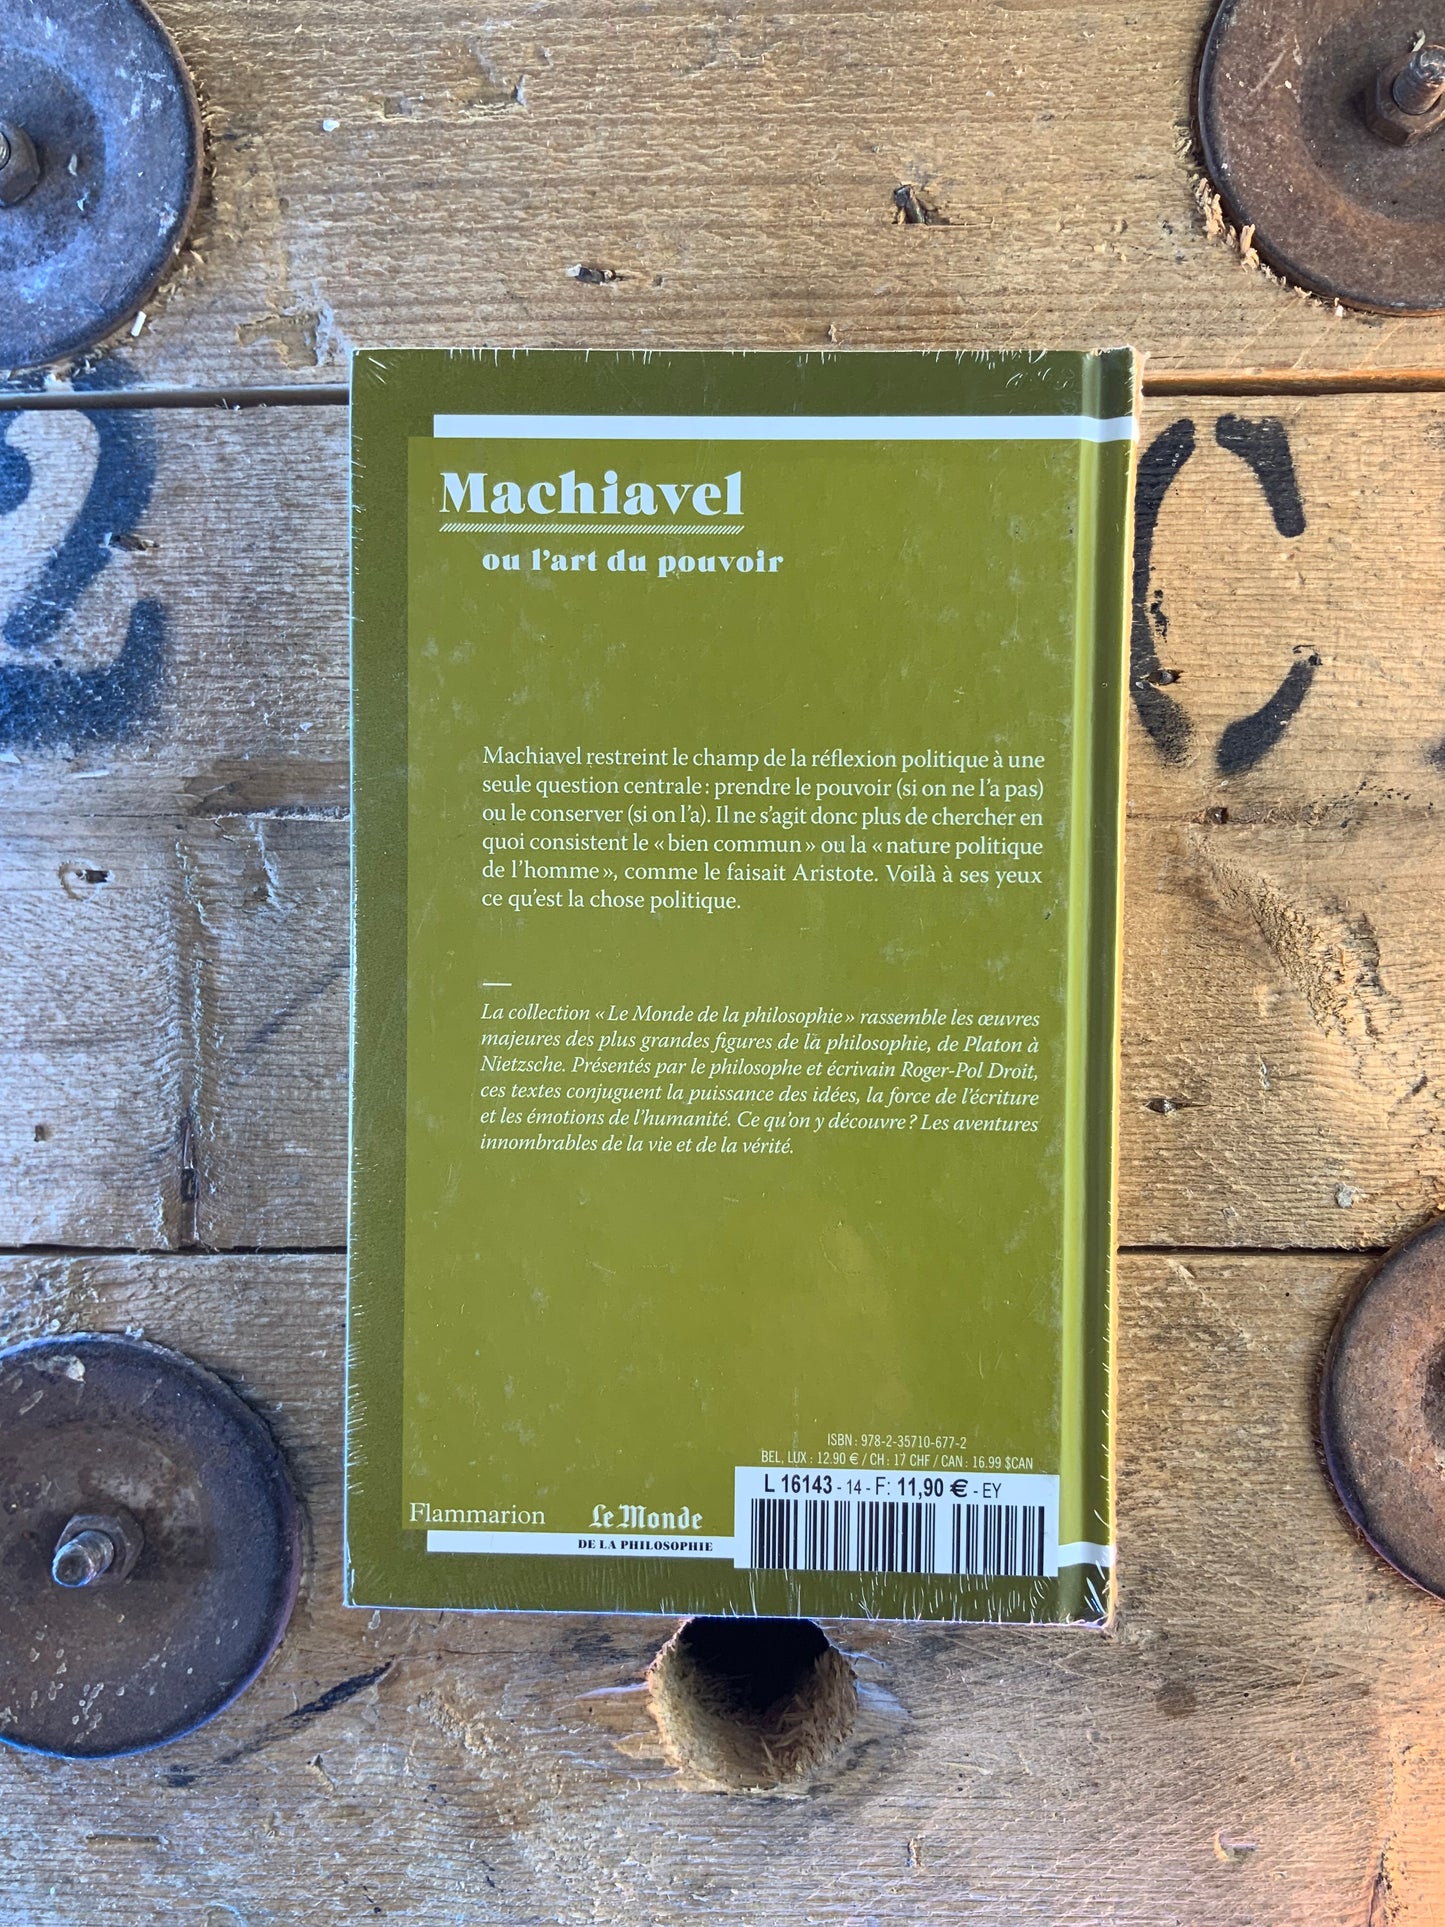 Machiavel
ou l’art du pouvoir
Machiavel restreint le champ de la réflexion politique à une
seule question centrale : prendre le pouvoir (si on ne l’a pas)
ou le conserver (si on l’a). Il ne s’agit donc plus de chercher en
quoi consistent le « bien commun » ou la « nature politique
de l’homme », comme le faisait Aristote. Voilà à ses yeux
ce qu’est la chose politique.
La collection « Le Monde de la philosophie » rassemble les œuvres
majeures des plus grandes figures de la philosophie, de Platon à
Nietzsche. Présentés par le philosophe et écrivain Roger-Pol Droit,
ces textes conjuguent la puissance des idées, la force de l’écriture
et les émotions de l’humanité. Ce qu’on y découvre ? Les aventures
innombrables de la vie et de la vérité.
ISBN : 978-2-35710-677-2
BEL, LUX : 12.90 € / CH : 17 CHF / CAN : 16.99 $CAN
L 16143 - 14 - F: 11,90 € - EY
Flammarion
Le Monde
DE LA PHILOSOPHIE
2
C